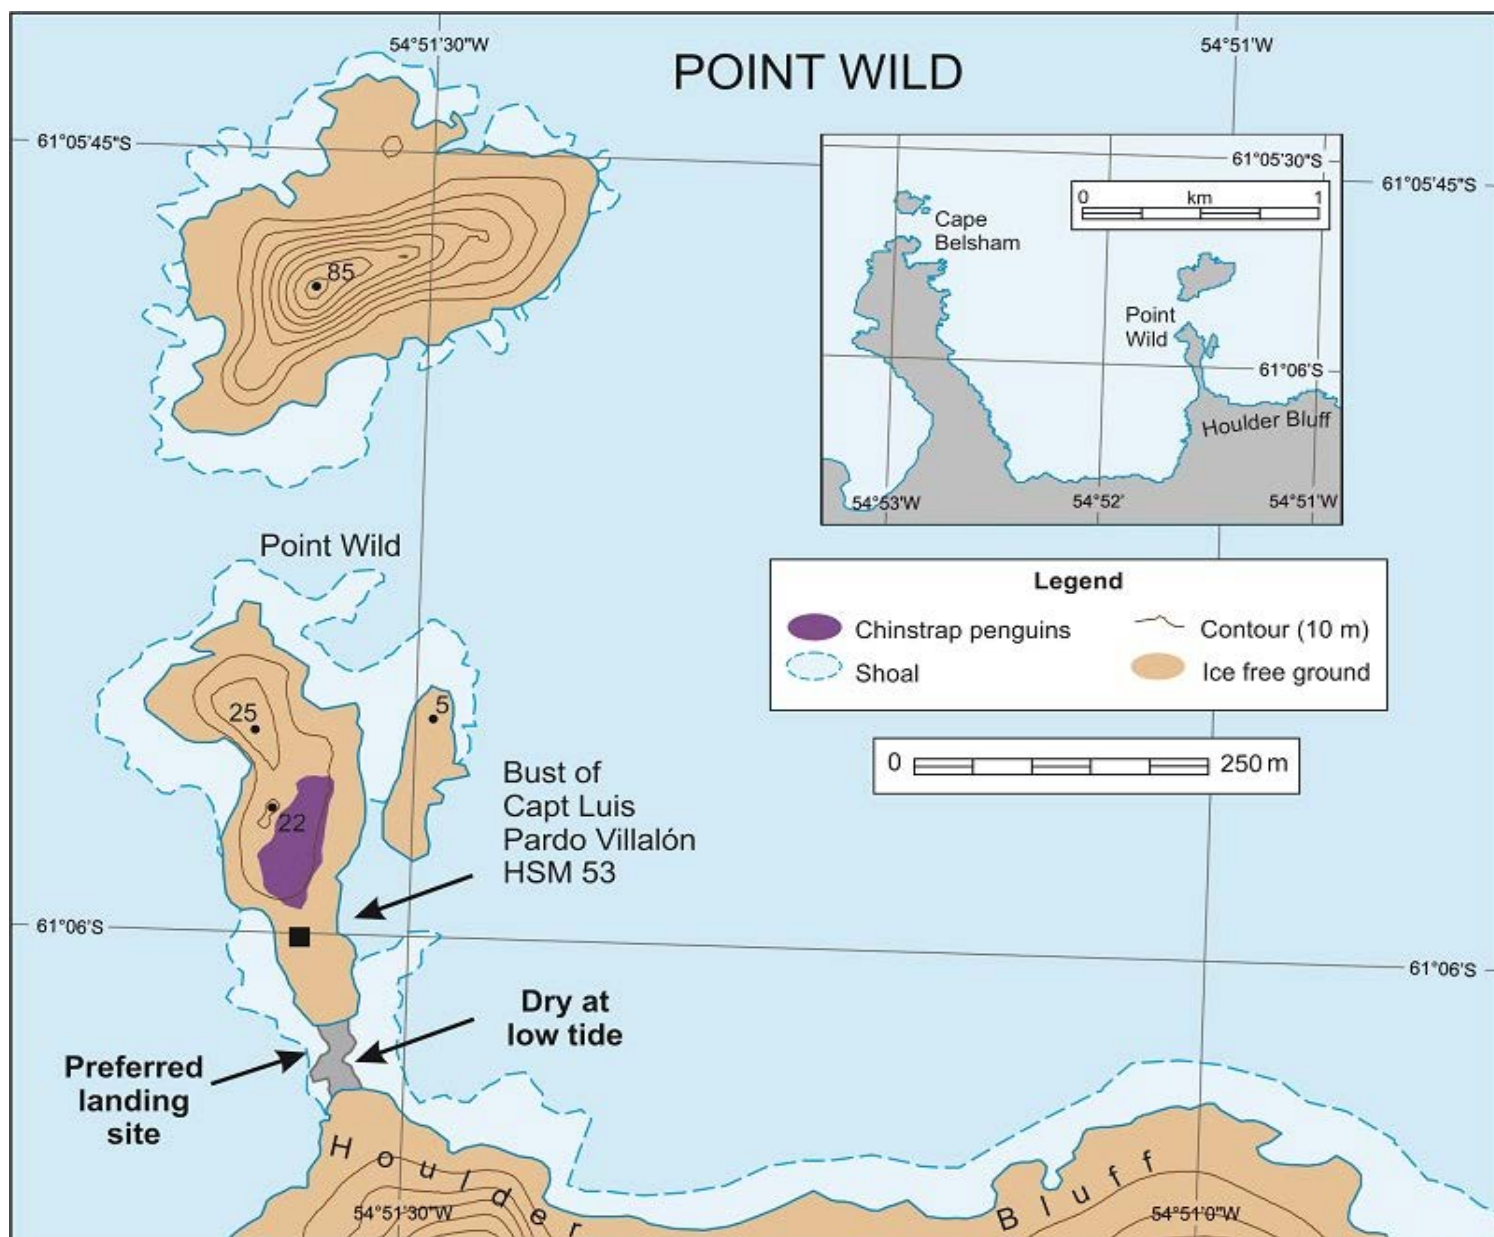 54°51'30"W
54°51'W
POINT WILD
61°05'45"S
61°05'30"S
61°05'45"S
0 km 1
Cape
Belsham
85
Point
Wild
61°06'S
Houlder Bluff
54°53'W
54°52'
54°51'W
Point Wild
Legend
Chinstrap penguins
Contour (10 m)
Shoal
Ice free ground
25
5
0 250 m
Bust of
Capt Luis
Pardo Villalón
HSM 53
22
61°06'S
61°06'S
Dry at
low tide
Preferred
landing
site
Houlder Bluff
54°51'30"W
54°51'0"W